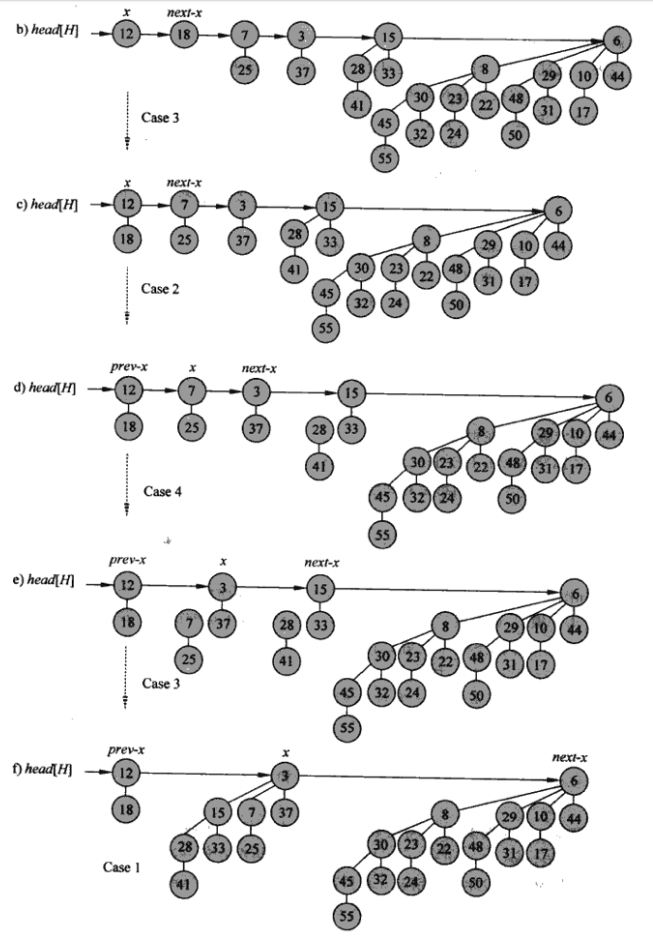 x next-x
b) head[H] 12 18 7 3 15 6
25 37 28 33 8 29 10 44
41 30 23 22 48 31 17
45 32 24 50
55
Case 3
x next-x
c) head[H] 12 7 3 15 6
18 25 37 28 33 8 29 10 44
41 30 23 22 48 31 17
45 32 24 50
55
Case 2
prev-x x next-x
d) head[H] 12 7 3 15 6
18 25 37 28 33 8 29 10 44
41 30 23 22 48 31 17
45 32 24 50
55
Case 4
prev-x x next-x
e) head[H] 12 3 15 6
18 7 37 28 33 8 29 10 44
25 41 30 23 22 48 31 17
45 32 24 50
55
Case 3
prev-x x next-x
f) head[H] 12 3 6
18 15 7 37 8 29 10 44
28 33 25 30 23 22 48 31 17
41 45 32 24 50
55
Case 1